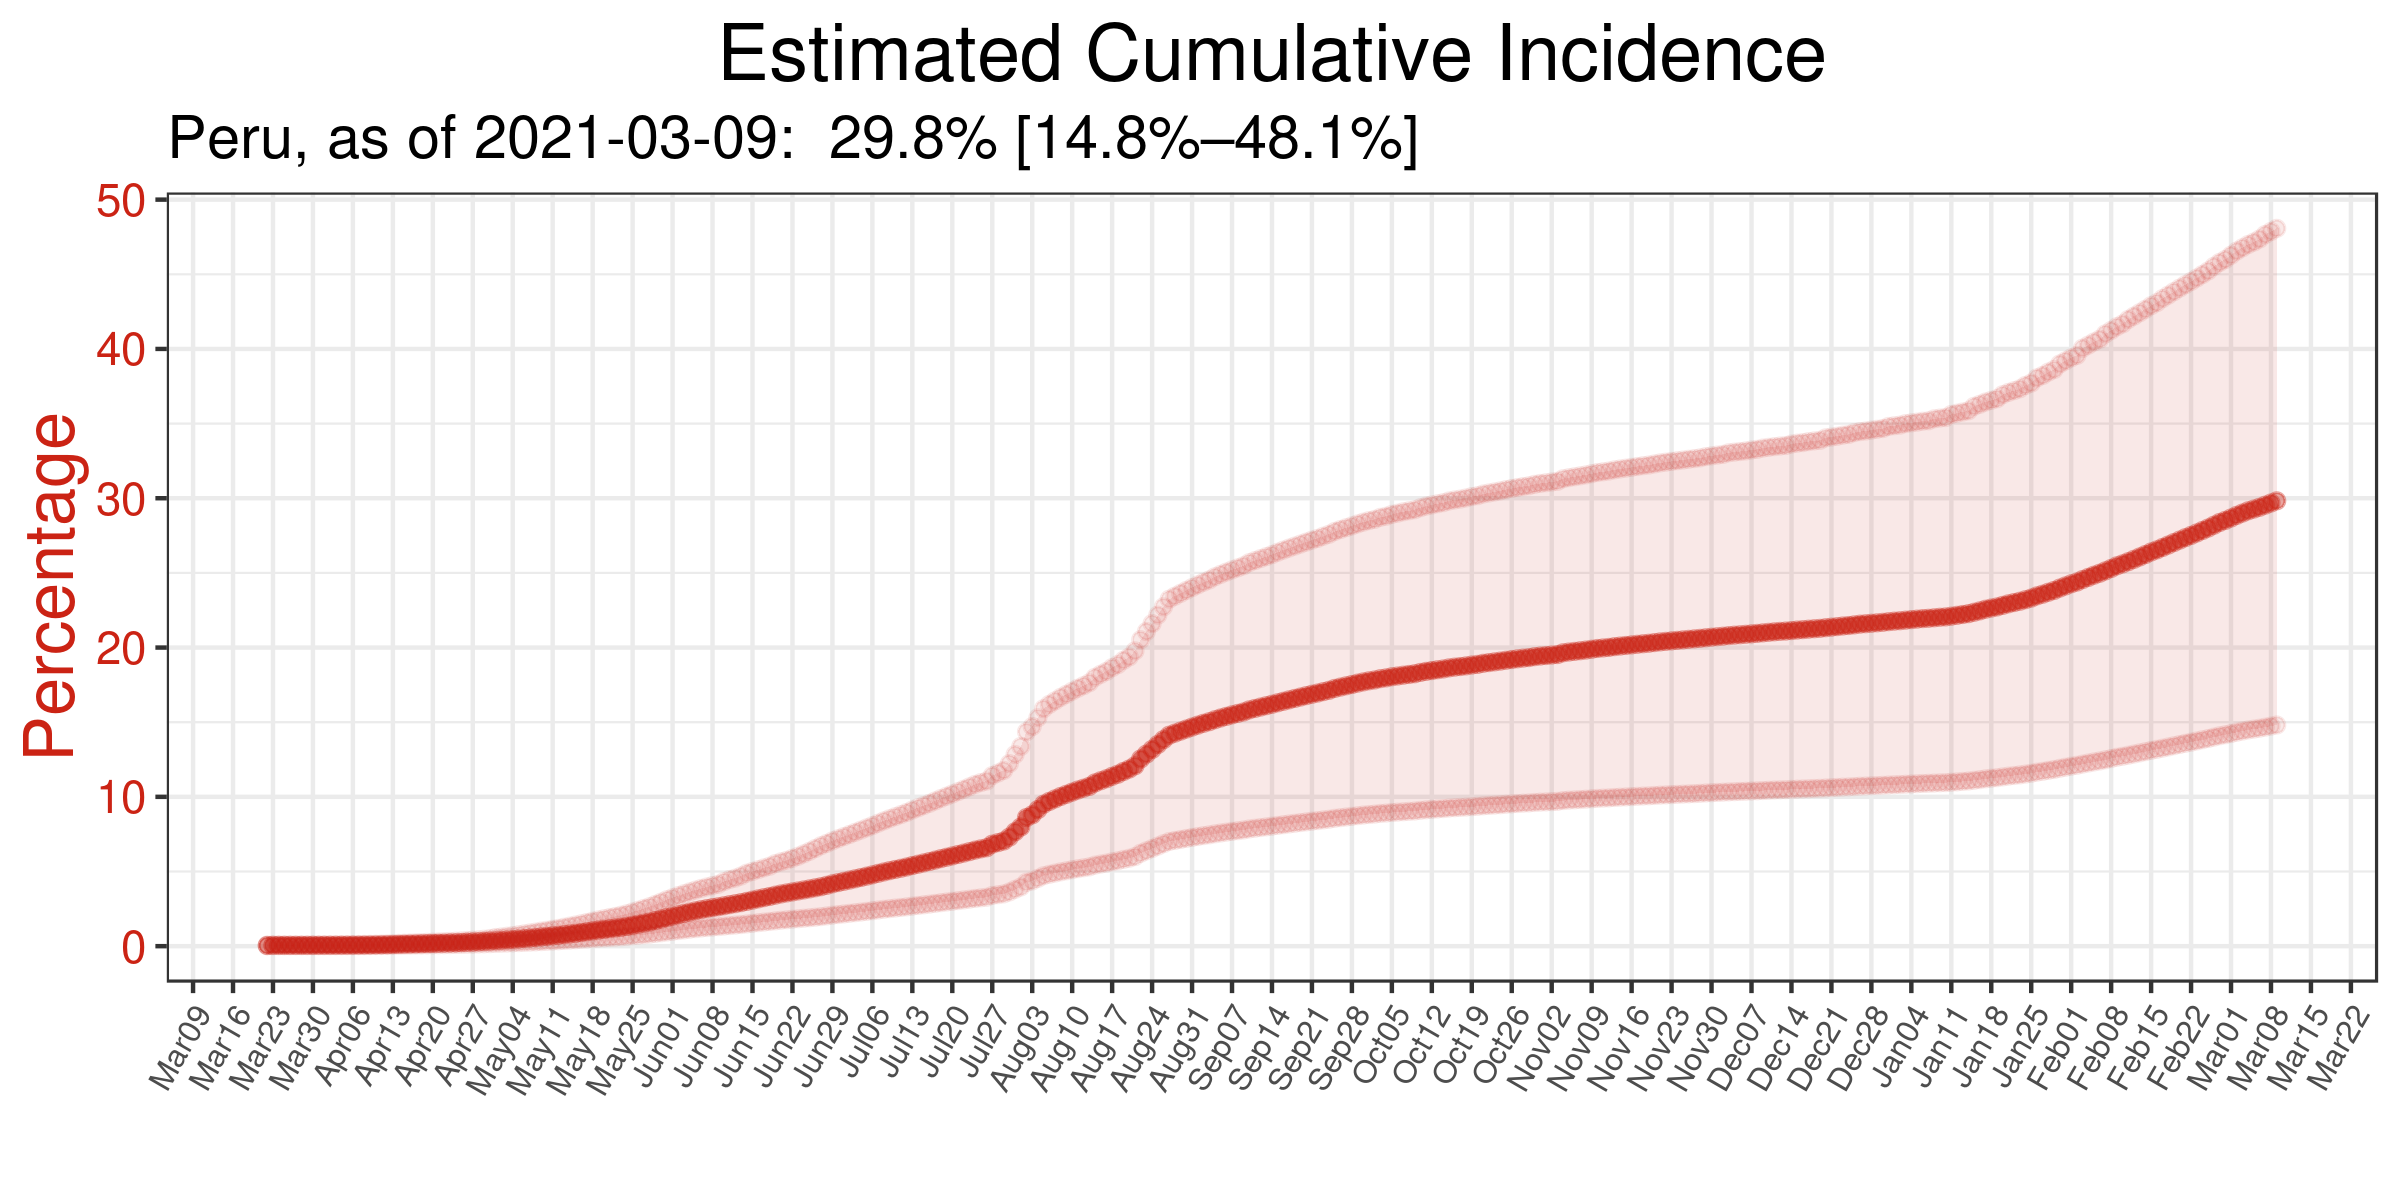 Estimated Cumulative Incidence
Peru, as of 2021-03-09:  29.8% [14.8%–48.1%]
Percentage
50
40
30
20
10
0
Mar09
Mar16
Mar23
Mar30
Apr06
Apr13
Apr20
Apr27
May04
May11
May18
May25
Jun01
Jun08
Jun15
Jun22
Jun29
Jul06
Jul13
Jul20
Jul27
Aug03
Aug10
Aug17
Aug24
Aug31
Sep07
Sep14
Sep21
Sep28
Oct05
Oct12
Oct19
Oct26
Nov02
Nov09
Nov16
Nov23
Nov30
Dec07
Dec14
Dec21
Dec28
Jan04
Jan11
Jan18
Jan25
Feb01
Feb08
Feb15
Feb22
Mar01
Mar08
Mar15
Mar22